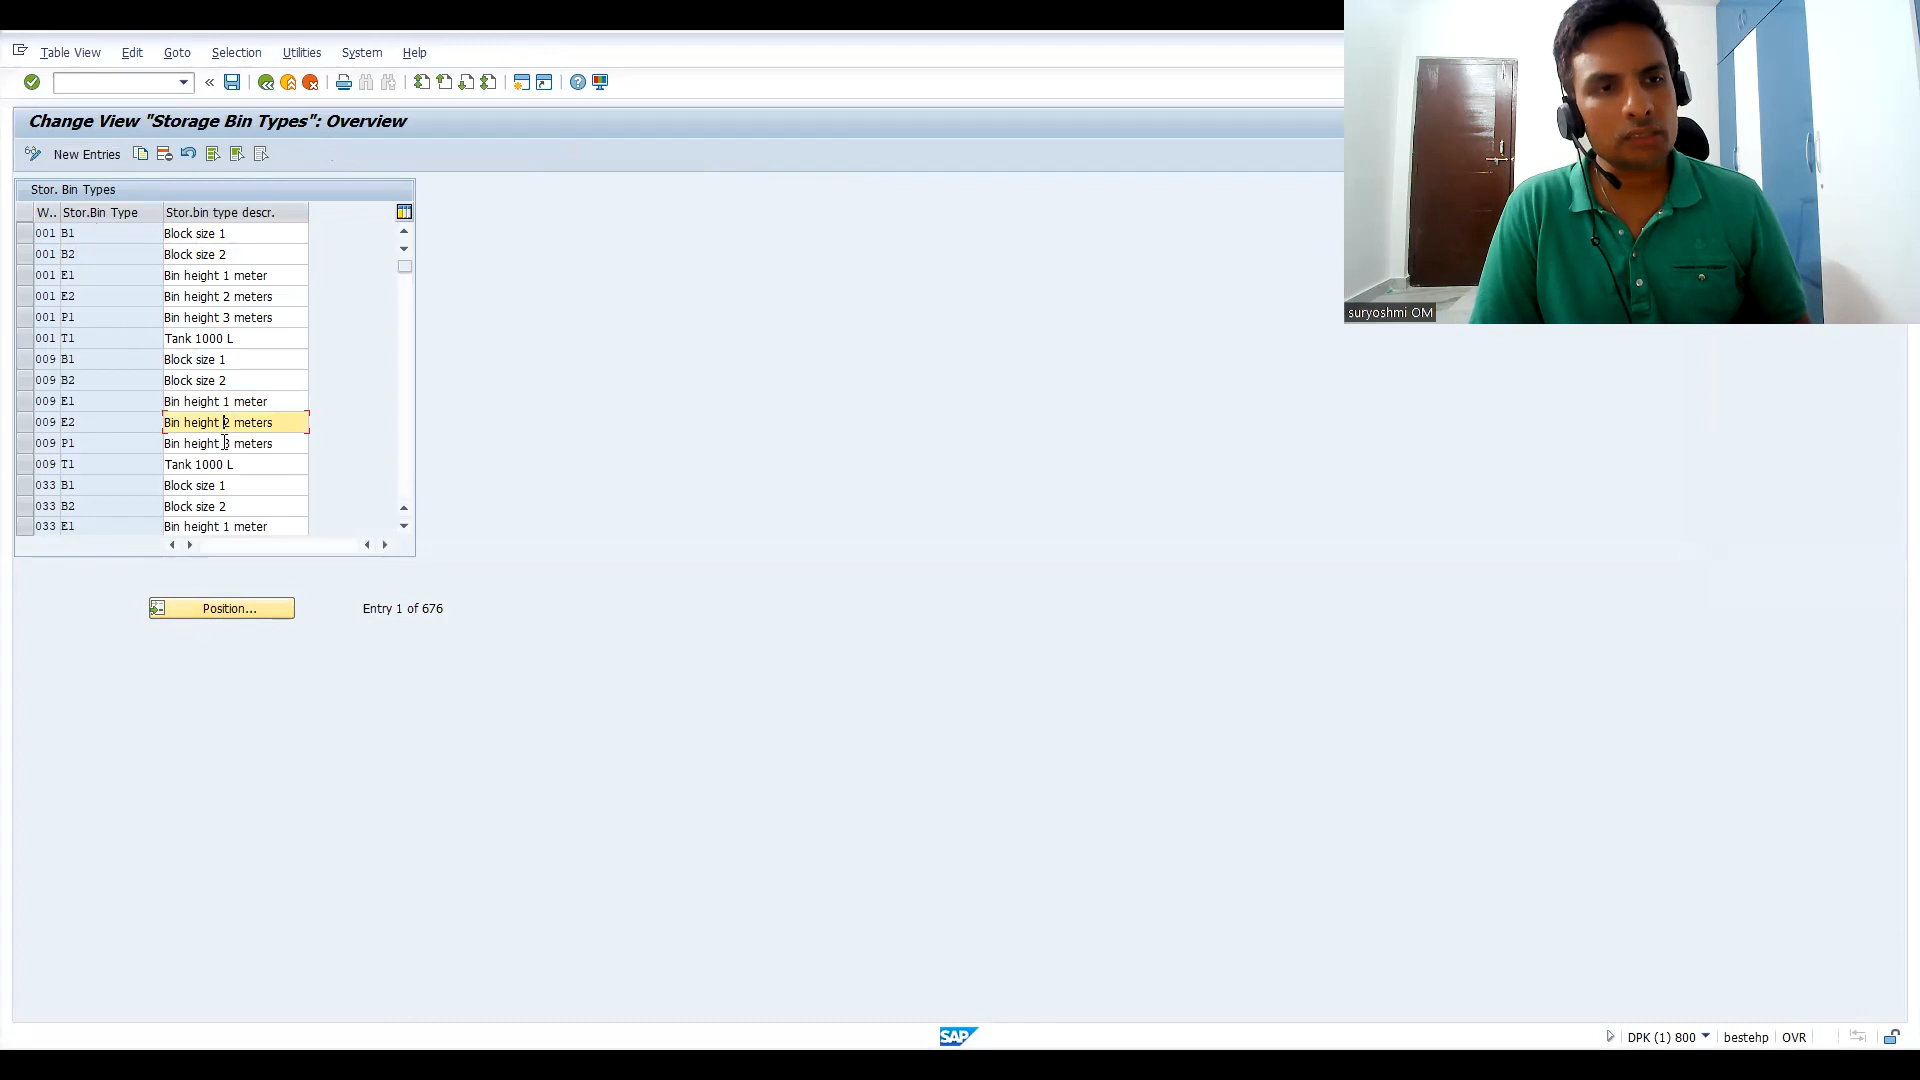 Table View Edit Goto Selection Utilities System Help
Change View "Storage Bin Types": Overview
New Entries
Stor. Bin Types
W.. Stor.Bin Type Stor.bin type descr.
001 B1 Block size 1
001 B2 Block size 2
001 E1 Bin height 1 meter
001 E2 Bin height 2 meters
001 P1 Bin height 3 meters
001 T1 Tank 1000 L
009 B1 Block size 1
009 B2 Block size 2
009 E1 Bin height 1 meter
009 E2 Bin height 2 meters
009 P1 Bin height 3 meters
009 T1 Tank 1000 L
033 B1 Block size 1
033 B2 Block size 2
033 E1 Bin height 1 meter
Position... Entry 1 of 676
suryoshmi OM
SAP DPK (1) 800 bestehp OVR